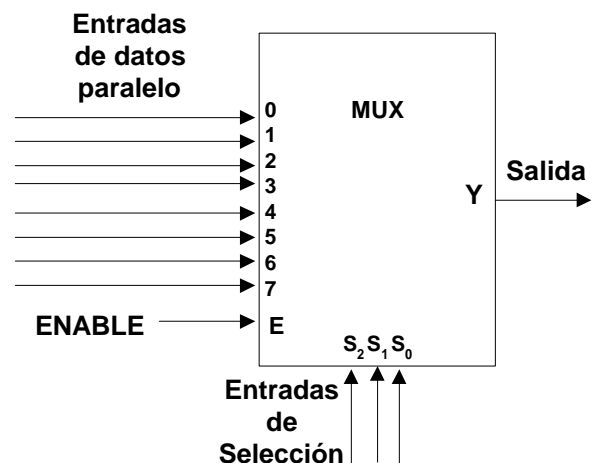 Entradas
de datos
paralelo
0
1
2
3
4
5
6
7
MUX
Y
Salida
ENABLE
E
S2 S1 S0
Entradas
de
Selección